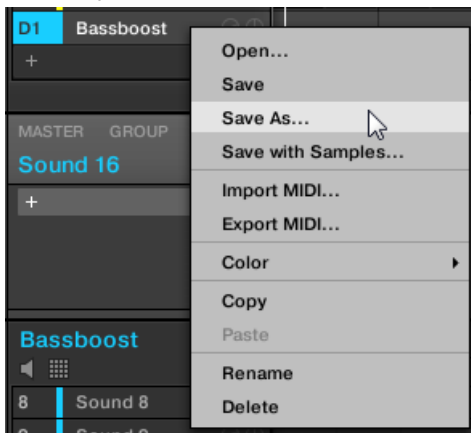 D1 Bassboost
+
MASTER GROUP
Sound 16
+
Bassboost
8 Sound 8
Open...
Save
Save As...
Save with Samples...
Import MIDI...
Export MIDI...
Color
Copy
Paste
Rename
Delete